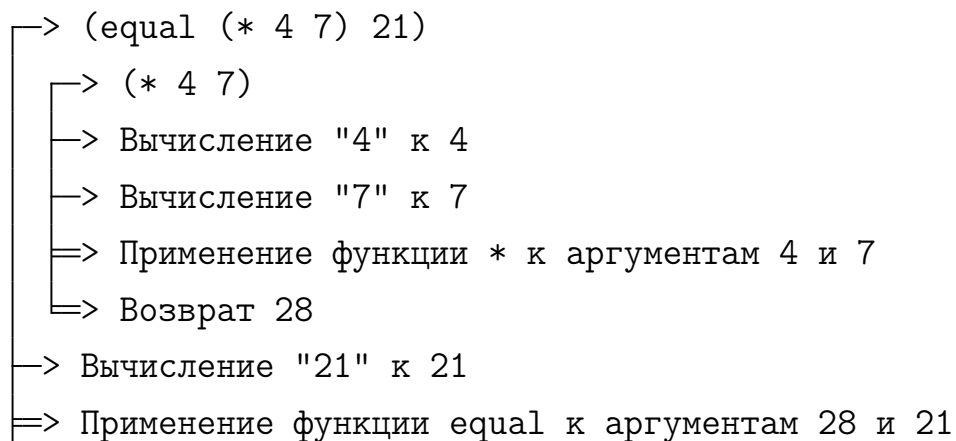 (equal (* 4 7) 21)
(* 4 7)
Вычисление "4" к 4
Вычисление "7" к 7
Применение функции * к аргументам 4 и 7
Возврат 28
Вычисление "21" к 21
Применение функции equal к аргументам 28 и 21